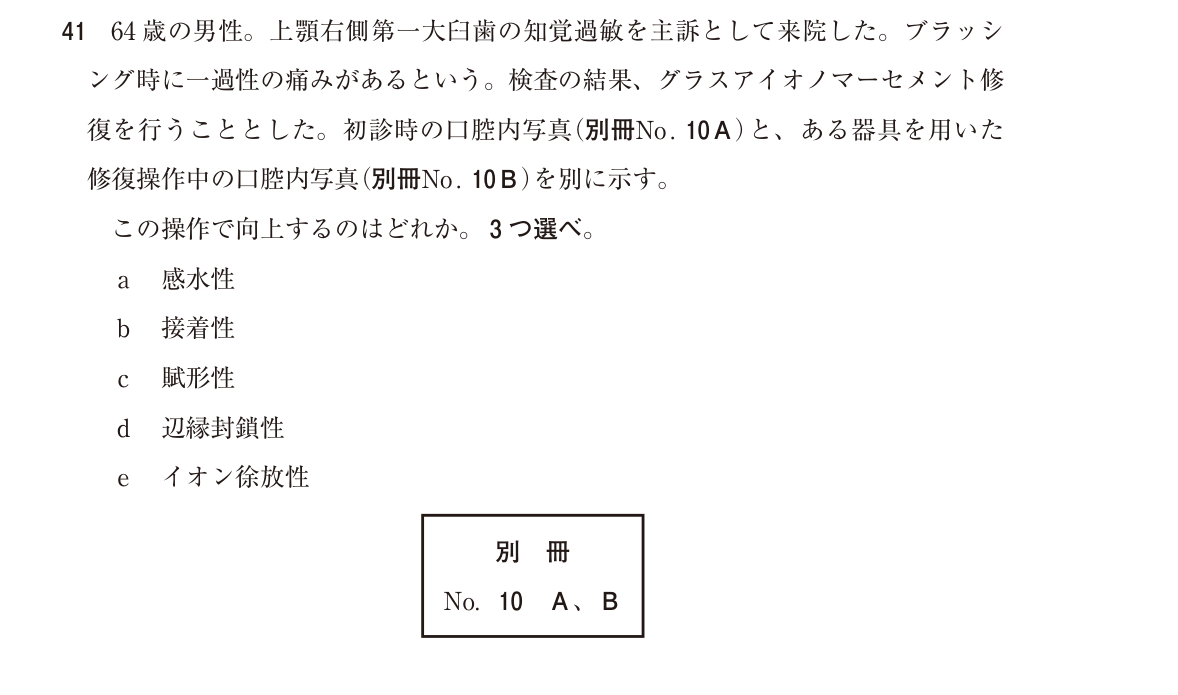 41 64歳の男性。上顎右側第一大臼歯の知覚過敏を主訴として来院した。ブラッシ
ング時に一過性の痛みがあるという。検査の結果、グラスアイオノマーセメント修
復を行うこととした。初診時の口腔内写真(別冊No. 10 A)と、ある器具を用いた
修復操作中の口腔内写真(別冊No. 10 B)を別に示す。
この操作で向上するのはどれか。3つ選べ。
a 感水性
b 接着性
c 賦形性
d 辺縁封鎖性
e イオン徐放性
別 冊
No. 10 A、B